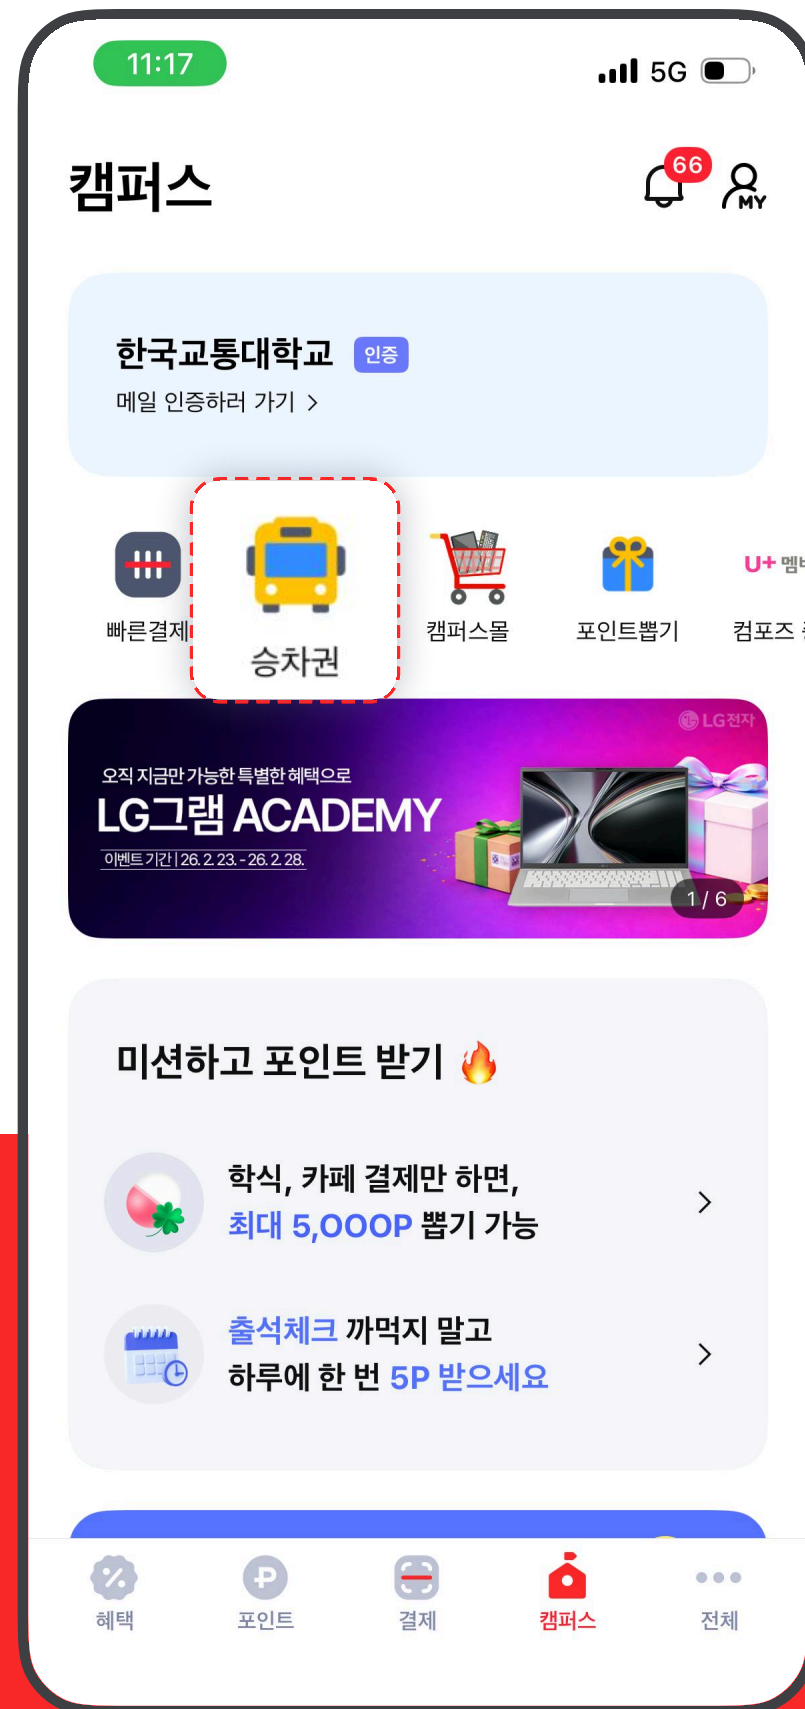 11:17
5G
캠퍼스
66
MY
한국교통대학교 인증
메일 인증하러 가기 >
빠른결제
승차권
캠퍼스몰
포인트뽑기
U+ 멤
컴포즈
LG전자
오직 지금만 가능한 특별한 혜택으로
LG그램 ACADEMY
이벤트 기간 | 26. 2. 23. - 26. 2. 28.
1 / 6
미션하고 포인트 받기
학식, 카페 결제만 하면,
최대 5,000P 뽑기 가능
출석체크 까먹지 말고
하루에 한 번 5P 받으세요
혜택
포인트
결제
캠퍼스
전체